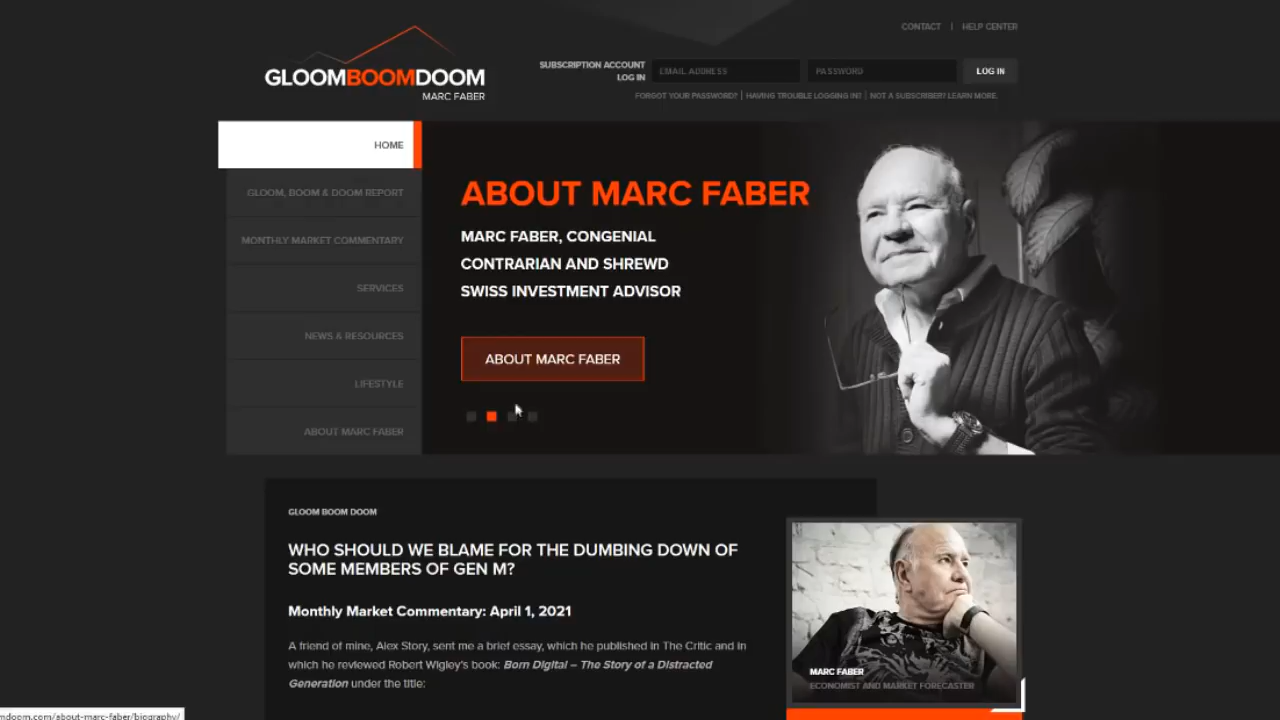 CONTACT | HELP CENTER
GLOOMBOOMDOOM
MARC FABER
SUBSCRIPTION ACCOUNT
LOG IN
EMAIL ADDRESS
PASSWORD
LOG IN
FORGOT YOUR PASSWORD? | HAVING TROUBLE LOGGING IN? | NOT A SUBSCRIBER? LEARN MORE.
HOME
GLOOM, BOOM & DOOM REPORT
MONTHLY MARKET COMMENTARY
SERVICES
NEWS & RESOURCES
LIFESTYLE
ABOUT MARC FABER
ABOUT MARC FABER
MARC FABER, CONGENIAL
CONTRARIAN AND SHREWD
SWISS INVESTMENT ADVISOR
ABOUT MARC FABER
GLOOM BOOM DOOM
WHO SHOULD WE BLAME FOR THE DUMBING DOWN OF
SOME MEMBERS OF GEN M?
Monthly Market Commentary: April 1, 2021
A friend of mine, Alex Story, sent me a brief essay, which he published in The Critic and in
which he reviewed Robert Wigley's book: Born Digital – The Story of a Distracted
Generation under the title:
MARC FABER
ECONOMIST AND MARKET FORECASTER
mdoom.com/about-marc-faber/biography/